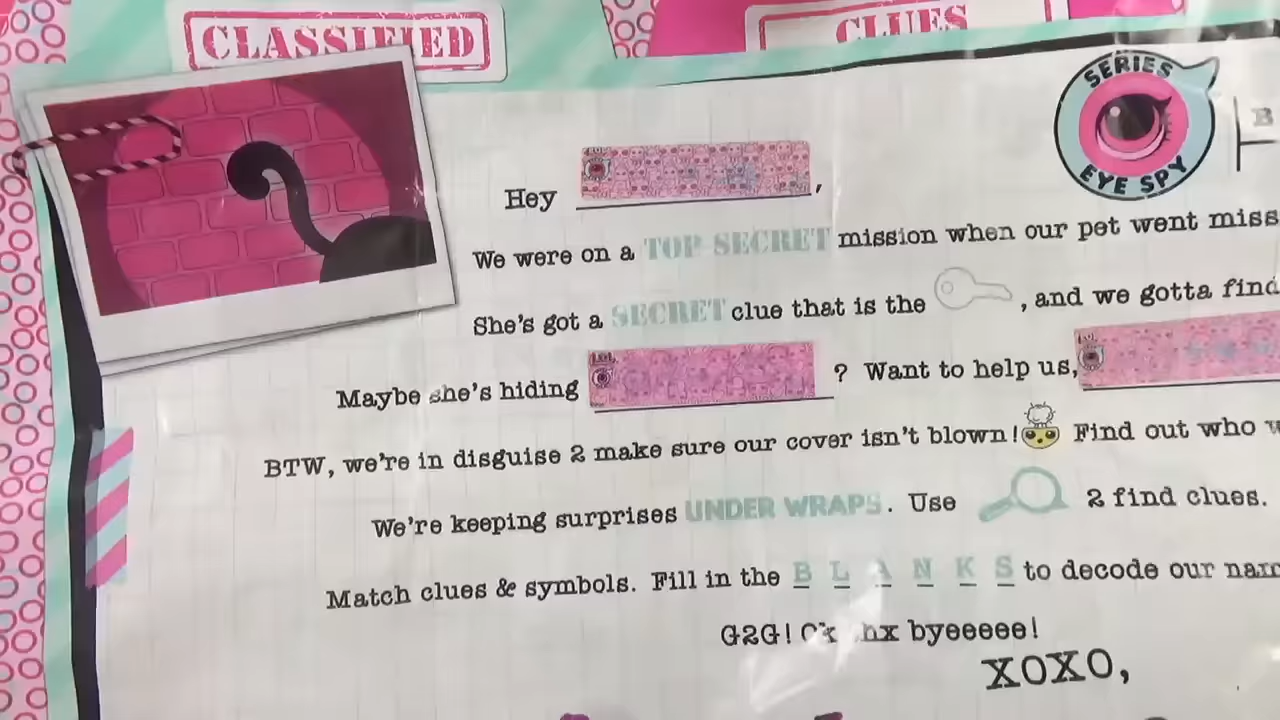 CLASSIFIED
CLUES
SERIES
EYE SPY
B
Hey ,
We were on a TOP SECRET mission when our pet went miss
She's got a SECRET clue that is the , and we gotta find
Maybe she's hiding ? Want to help us,
BTW, we're in disguise 2 make sure our cover isn't blown! Find out who w
We're keeping surprises UNDER WRAPS. Use 2 find clues.
Match clues & symbols. Fill in the B L A N K S to decode our nam
G2G! Ok thx byeeeee!
XOXO,